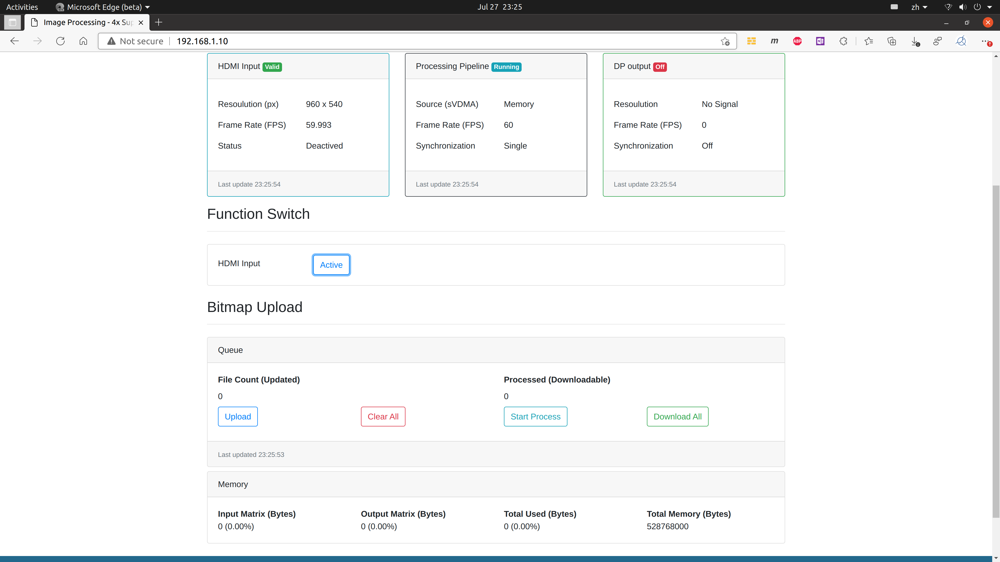 Activities Microsoft Edge (beta) Jul 27 23:25 zh
Image Processing - 4x Sup
Not secure 192.168.1.10 m ABP N
HDMI Input Valid
Resoulution (px) 960 x 540
Frame Rate (FPS) 59.993
Status Deactived
Last update 23:25:54
Processing Pipeline Running
Source (sVDMA) Memory
Frame Rate (FPS) 60
Synchronization Single
Last update 23:25:54
DP output Off
Resoulution No Signal
Frame Rate (FPS) 0
Synchronization Off
Last update 23:25:54
Function Switch
HDMI Input Active
Bitmap Upload
Queue
File Count (Updated) Processed (Downloadable)
0 0
Upload Clear All Start Process Download All
Last updated 23:25:53
Memory
Input Matrix (Bytes) Output Matrix (Bytes) Total Used (Bytes) Total Memory (Bytes)
0 (0.00%) 0 (0.00%) 0 (0.00%) 528768000